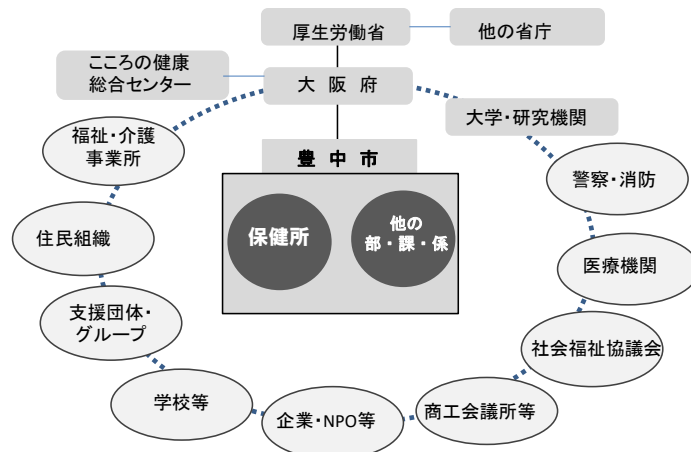 厚生労働省
他の省庁
こころの健康
総合センター
大 阪 府
大学・研究機関
福祉・介護
事業所
豊 中 市
警察・消防
保健所
他の
部・課・係
住民組織
医療機関
支援団体・
グループ
社会福祉協議会
学校等
企業・NPO等
商工会議所等